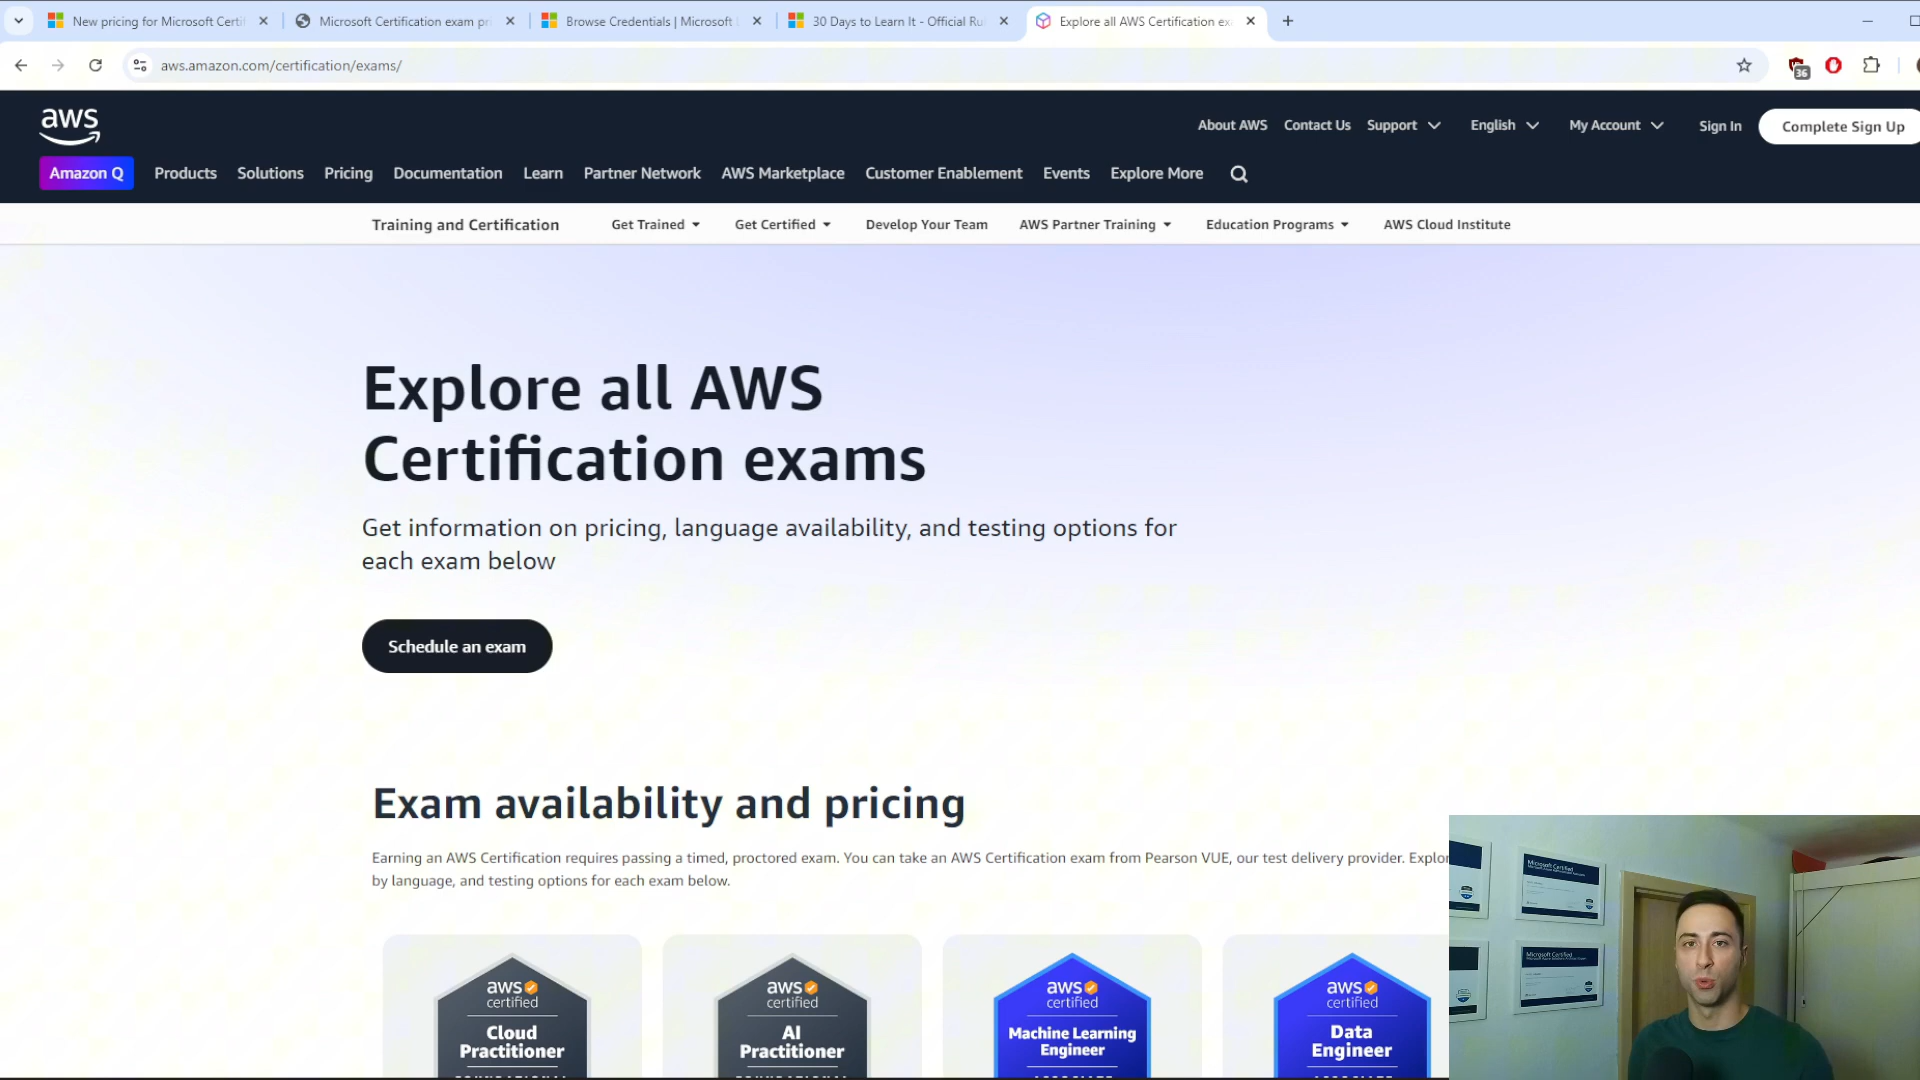 New pricing for Microsoft Certif
Microsoft Certification exam pri
Browse Credentials | Microsoft L
30 Days to Learn It - Official Ru
Explore all AWS Certification ex
aws.amazon.com/certification/exams/
36
aws
About AWS
Contact Us
Support
English
My Account
Sign In
Complete Sign Up
Amazon Q
Products
Solutions
Pricing
Documentation
Learn
Partner Network
AWS Marketplace
Customer Enablement
Events
Explore More
Training and Certification
Get Trained
Get Certified
Develop Your Team
AWS Partner Training
Education Programs
AWS Cloud Institute
Explore all AWS
Certification exams
Get information on pricing, language availability, and testing options for
each exam below
Schedule an exam
Exam availability and pricing
Earning an AWS Certification requires passing a timed, proctored exam. You can take an AWS Certification exam from Pearson VUE, our test delivery provider. Explor
by language, and testing options for each exam below.
aws
certified
Cloud
Practitioner
aws
certified
AI
Practitioner
aws
certified
Machine Learning
Engineer
aws
certified
Data
Engineer
Microsoft Certified
Microsoft Certified